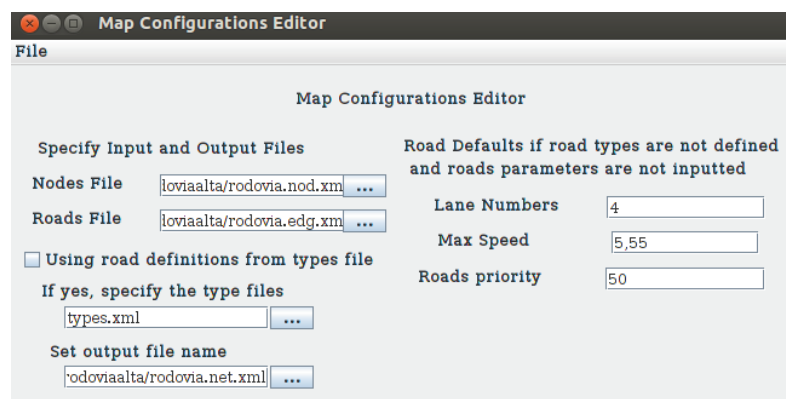 Map Configurations Editor
File
Map Configurations Editor
Specify Input and Output Files
Nodes File
loviaalta/rodovia.nod.xm
...
Roads File
loviaalta/rodovia.edg.xm
...
Using road definitions from types file
If yes, specify the type files
types.xml
...
Set output file name
rodoviaalta/rodovia.net.xml
...
Road Defaults if road types are not defined
and roads parameters are not inputted
Lane Numbers
4
Max Speed
5,55
Roads priority
50